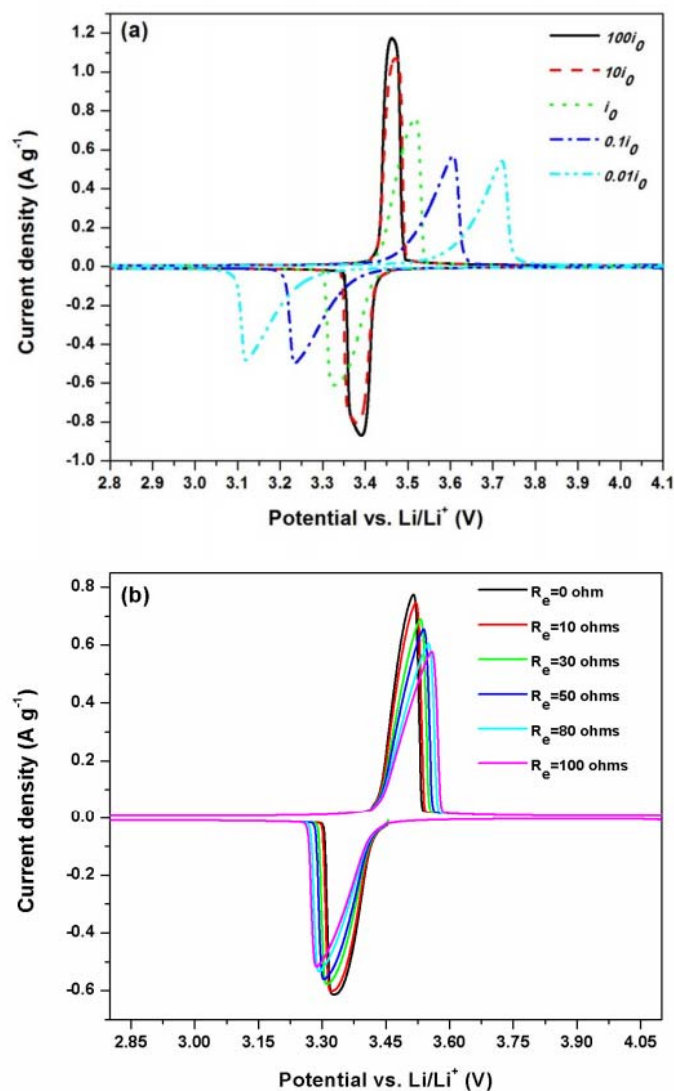 (a)
100i0
10i0
i0
0.1i0
0.01i0
1.2
1.0
0.8
0.6
0.4
0.2
0.0
-0.2
-0.4
-0.6
-0.8
-1.0
Current density (A g-1)
2.8 2.9 3.0 3.1 3.2 3.3 3.4 3.5 3.6 3.7 3.8 3.9 4.0 4.1
Potential vs. Li/Li+ (V)
(b)
Re=0 ohm
Re=10 ohms
Re=30 ohms
Re=50 ohms
Re=80 ohms
Re=100 ohms
0.8
0.6
0.4
0.2
0.0
0.2
0.4
-0.6
Current density (A g-1)
2.85 3.00 3.15 3.30 3.45 3.60 3.75 3.90 4.05
Potential vs. Li/Li+ (V)